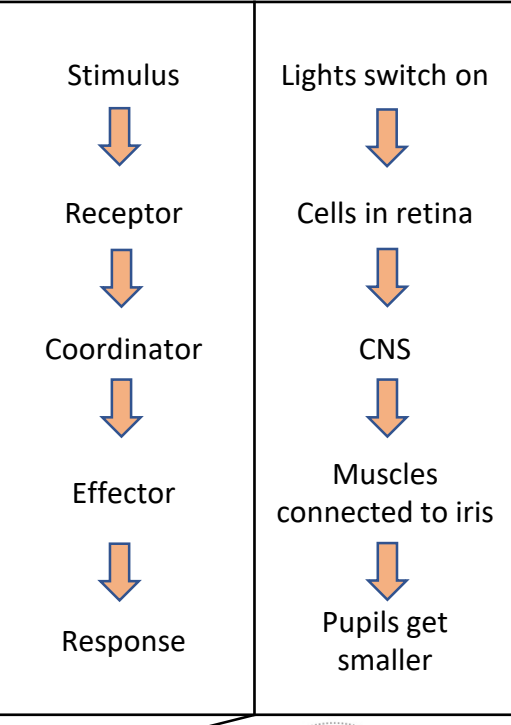 Stimulus
Receptor
Coordinator
Effector
Response
Lights switch on
Cells in retina
CNS
Muscles
connected to iris
Pupils get
smaller